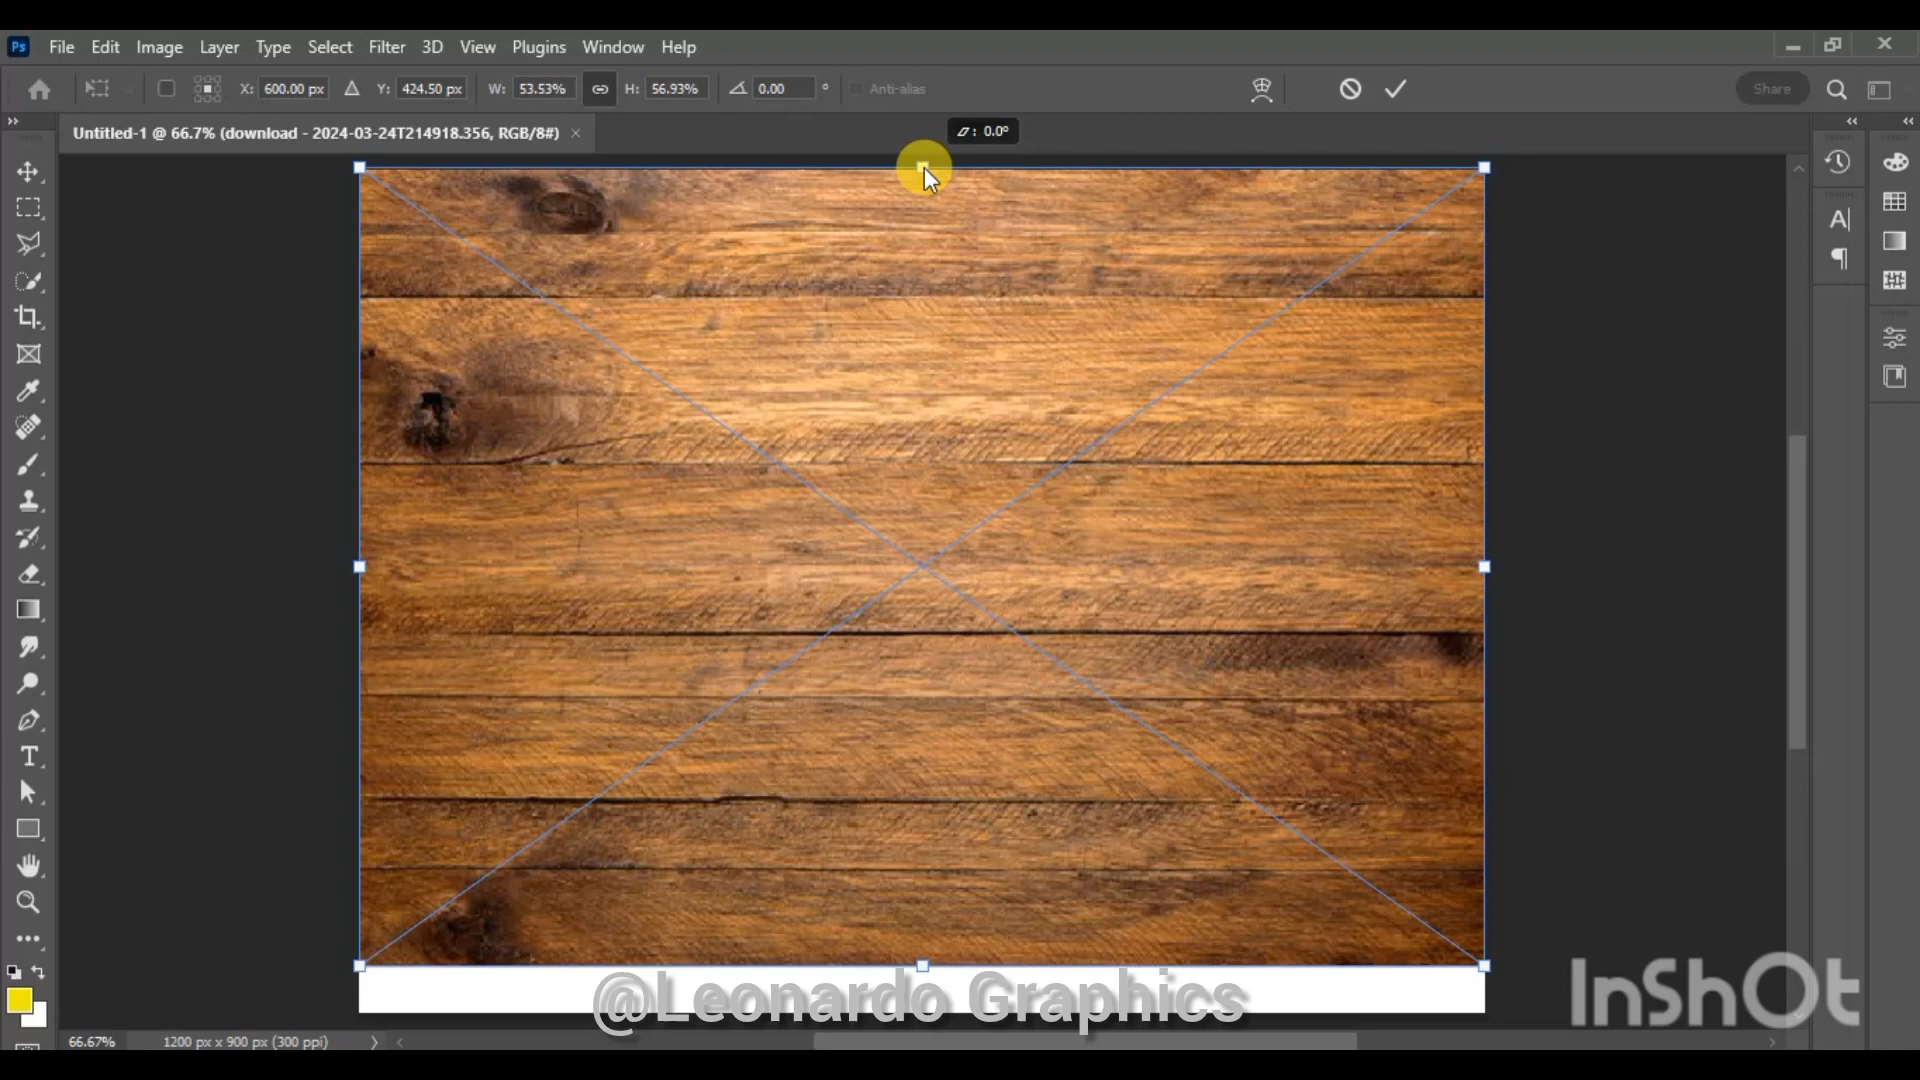 Ps File Edit Image Layer Type Select Filter 3D View Plugins Window Help
X: 600.00 px Y: 424.50 px W: 53.53% H: 56.93% 0.00 ° Anti-alias Share
Untitled-1 @ 66.7% (download - 2024-03-24T214918.356, RGB/8#) ×
: 0.0°
@Leonardo Graphics
InShOt
66.67% 1200 px x 900 px (300 ppi)